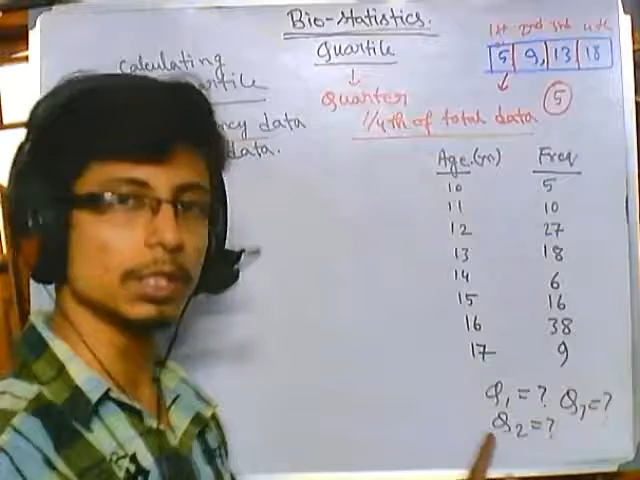 Bio-Statistics.
Quartile
Quarter
1/4th of total data
Calculating
data
data.
1st 2nd 3rd 4th
5 9, 13 18
5
Age (yn) Freq
10 5
11 10
12 27
13 18
14 6
15 16
16 38
17 9
Q1 = ? Q3 = ?
Q2 = ?